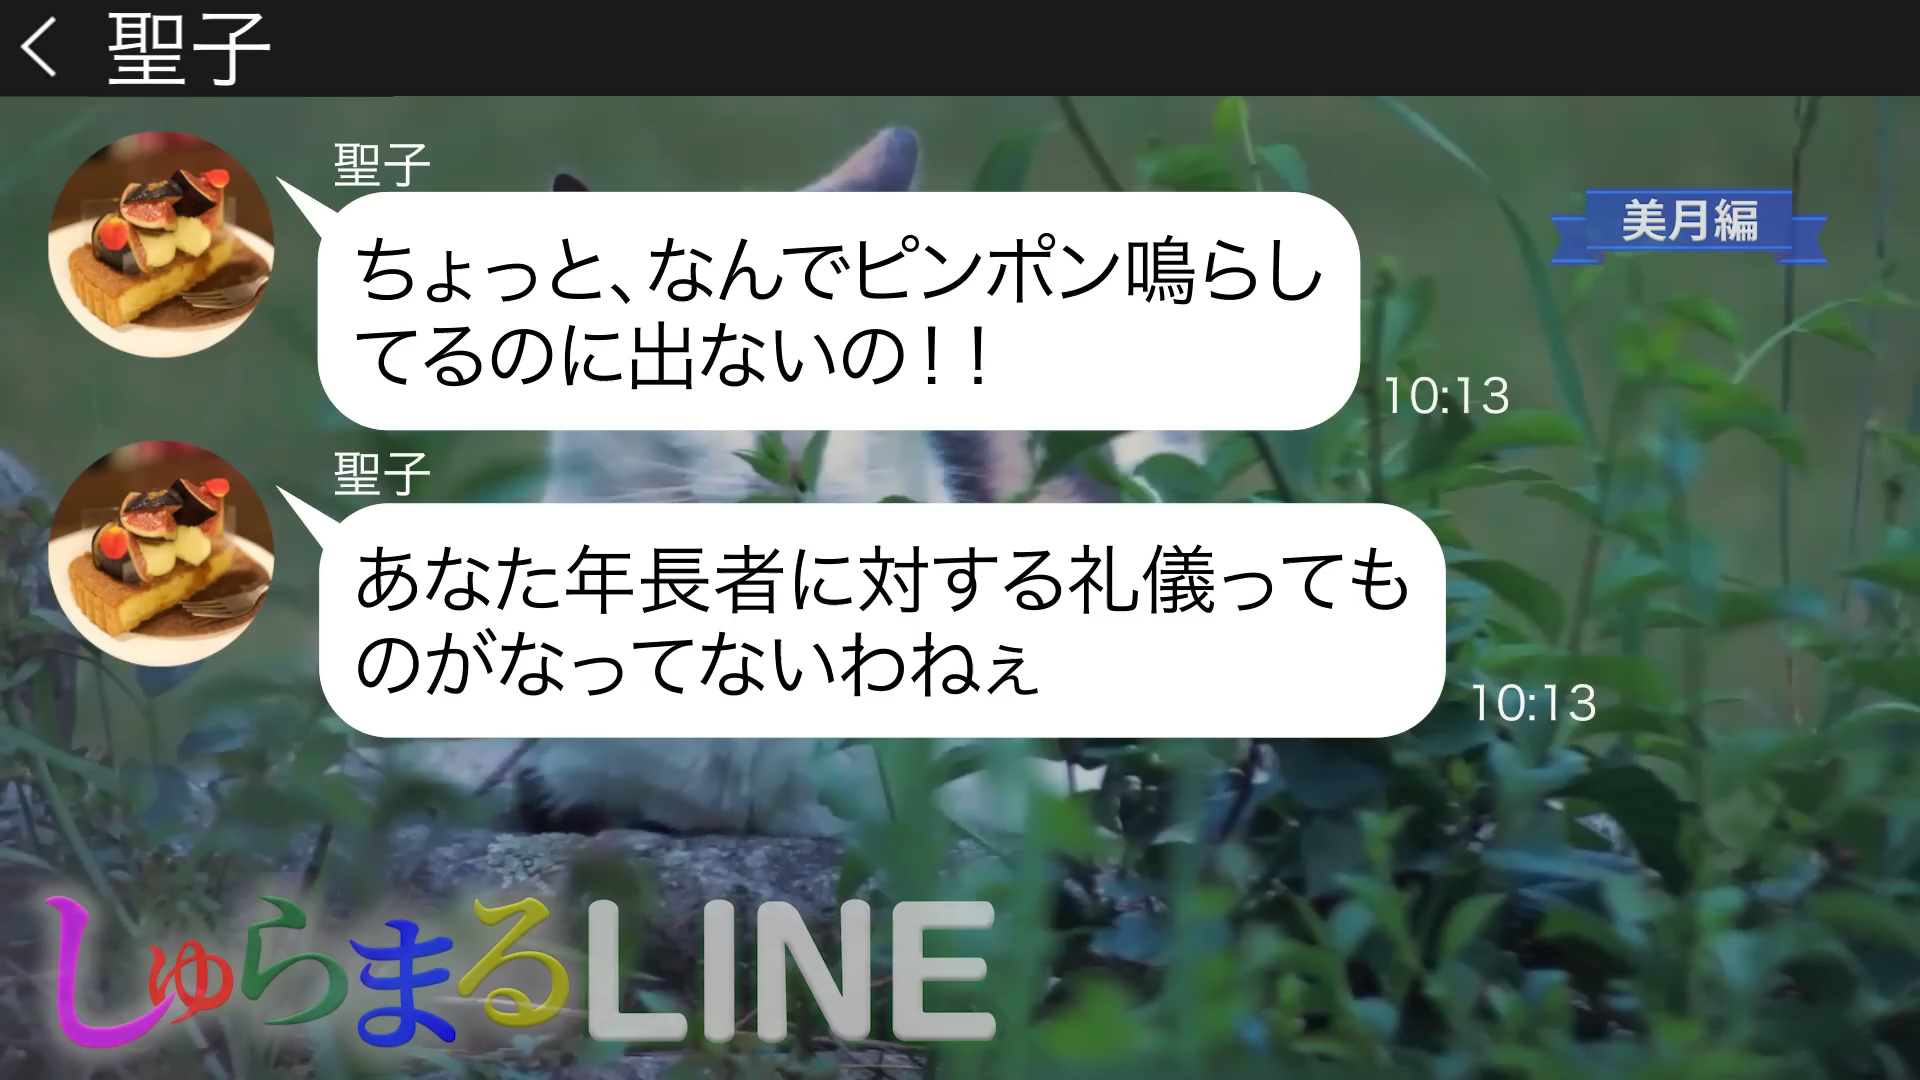 聖子
聖子
美月編
ちょっと、なんでピンポン鳴らし
てるのに出ないの！！
10:13
聖子
あなた年長者に対する礼儀っても
のがなってないわねぇ
10:13
しゅらまるLINE